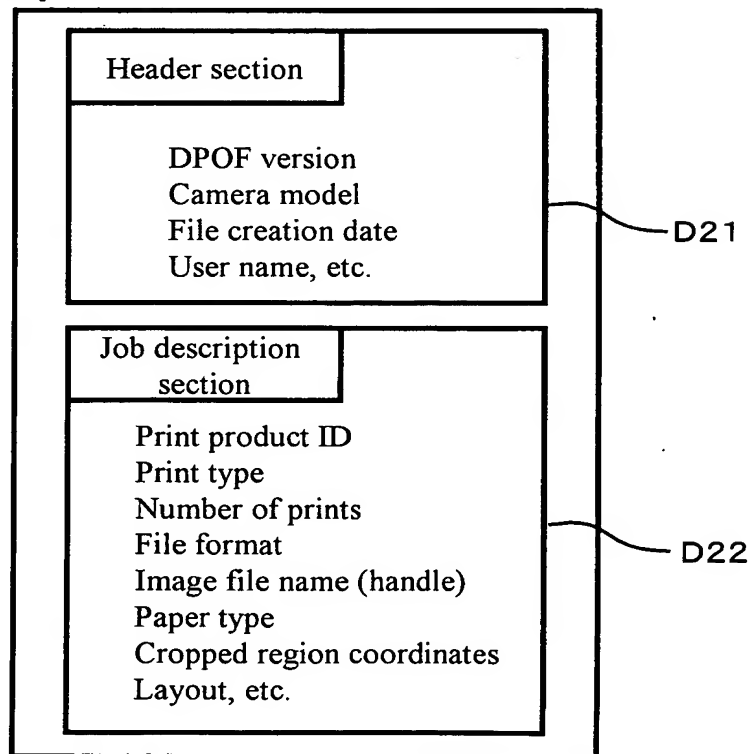 Header section
DPOF version
Camera model
File creation date
User name, etc.
D21
Job description
section
Print product ID
Print type
Number of prints
File format
Image file name (handle)
Paper type
Cropped region coordinates
Layout, etc.
D22